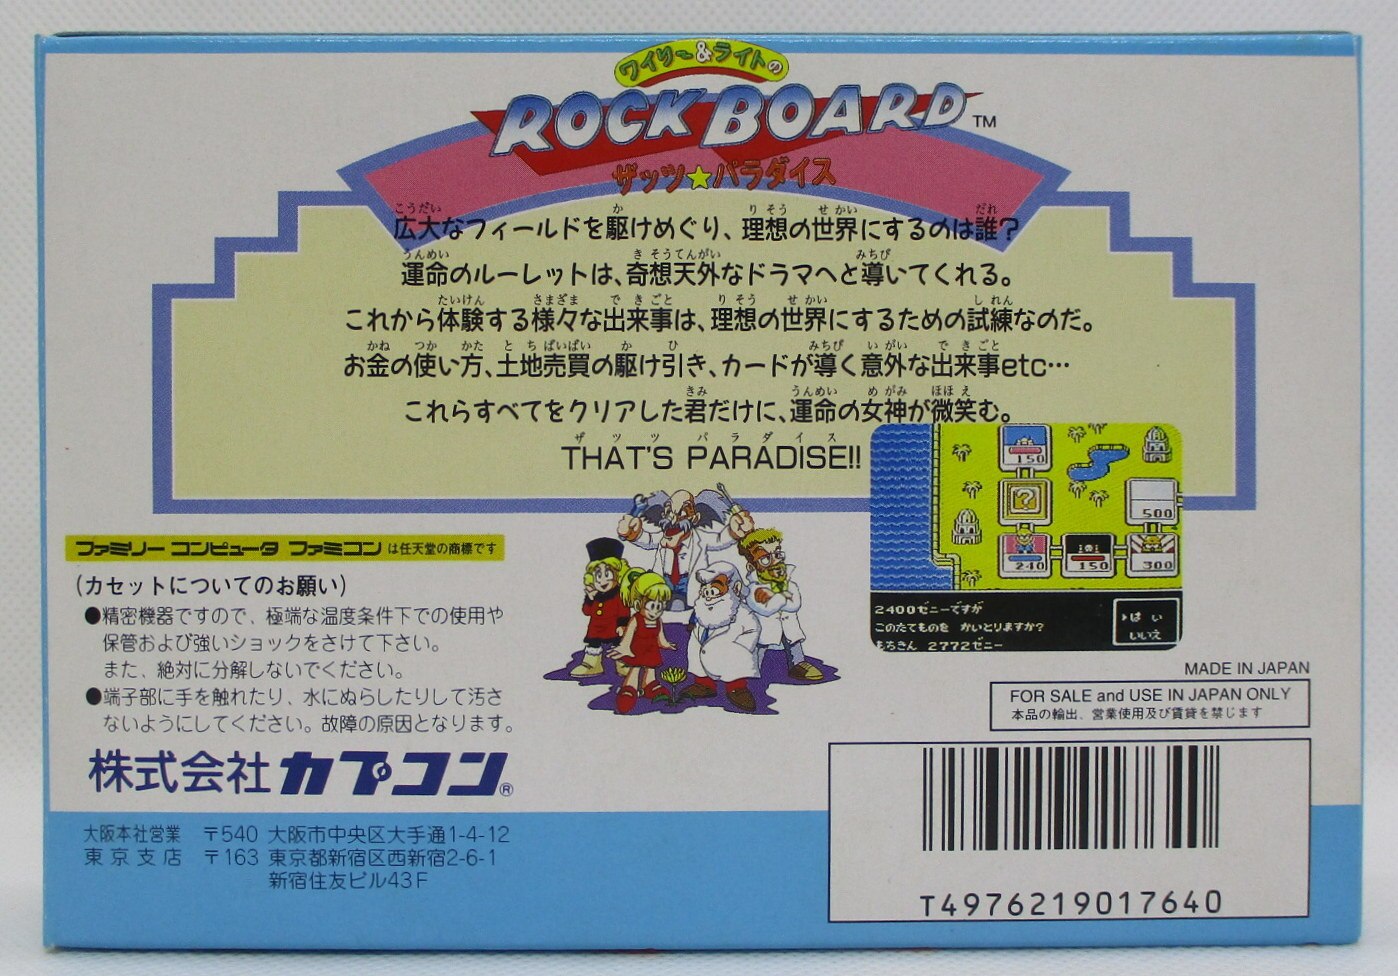 ワイリー&ライトの
ROCK BOARD™
ザッツ★パラダイス
広大なフィールドを駆けめぐり、理想の世界にするのは誰?
運命のルーレットは、奇想天外なドラマへと導いてくれる。
これから体験する様々な出来事は、理想の世界にするための試練なのだ。
お金の使い方、土地売買の駆け引き、カードが導く意外な出来事etc…
これらすべてをクリアした君だけに、運命の女神が微笑む。
THAT'S PARADISE!!
150
?
500
240
150
300
2400ゼニーですが
このたてものを かいとりますか?
もちきん 2772ゼニー
はい
いいえ
ファミリーコンピュータ ファミコンは任天堂の商標です
(カセットについてのお願い)
●精密機器ですので、極端な温度条件下での使用や
保管および強いショックをさけて下さい。
また、絶対に分解しないでください。
●端子部に手を触れたり、水にぬらしたりして汚さ
ないようにしてください。故障の原因となります。
株式会社カプコン®
大阪本社営業 〒540 大阪市中央区大手通1-4-12
東京支店 〒163 東京都新宿区西新宿2-6-1
新宿住友ビル43F
MADE IN JAPAN
FOR SALE and USE IN JAPAN ONLY
本品の輸出、営業使用及び賃貸を禁じます
T4976219017640